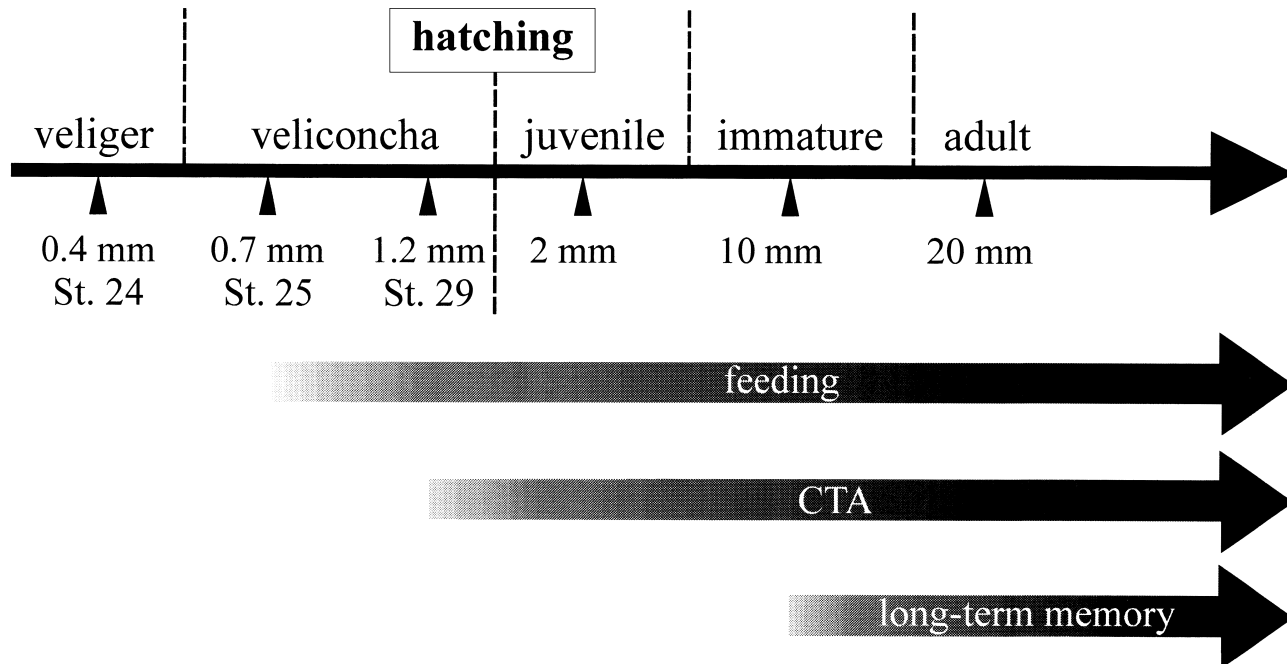 hatching
veliger veliconcha juvenile immature adult
0.4 mm 0.7 mm 1.2 mm 2 mm 10 mm 20 mm
St. 24 St. 25 St. 29
feeding
CTA
long-term memory